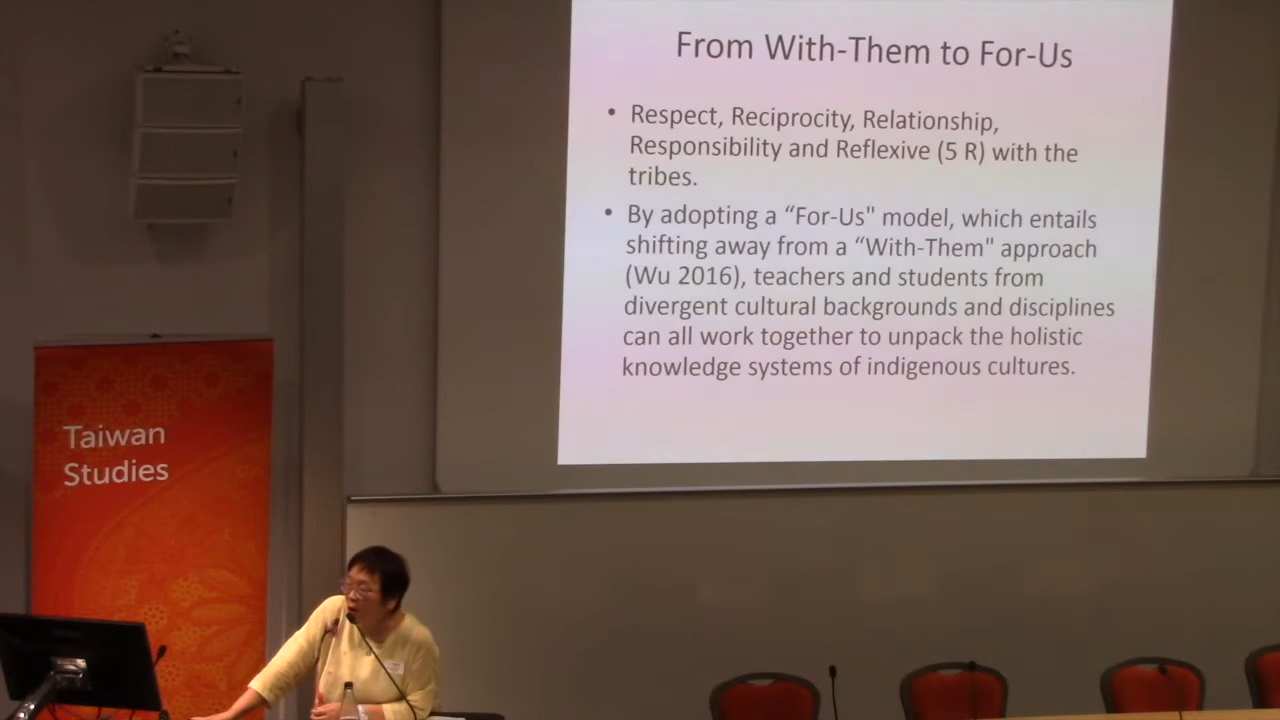 From With-Them to For-Us
• Respect, Reciprocity, Relationship,
Responsibility and Reflexive (5 R) with the
tribes.
• By adopting a “For-Us" model, which entails
shifting away from a “With-Them" approach
(Wu 2016), teachers and students from
divergent cultural backgrounds and disciplines
can all work together to unpack the holistic
knowledge systems of indigenous cultures.
Taiwan
Studies